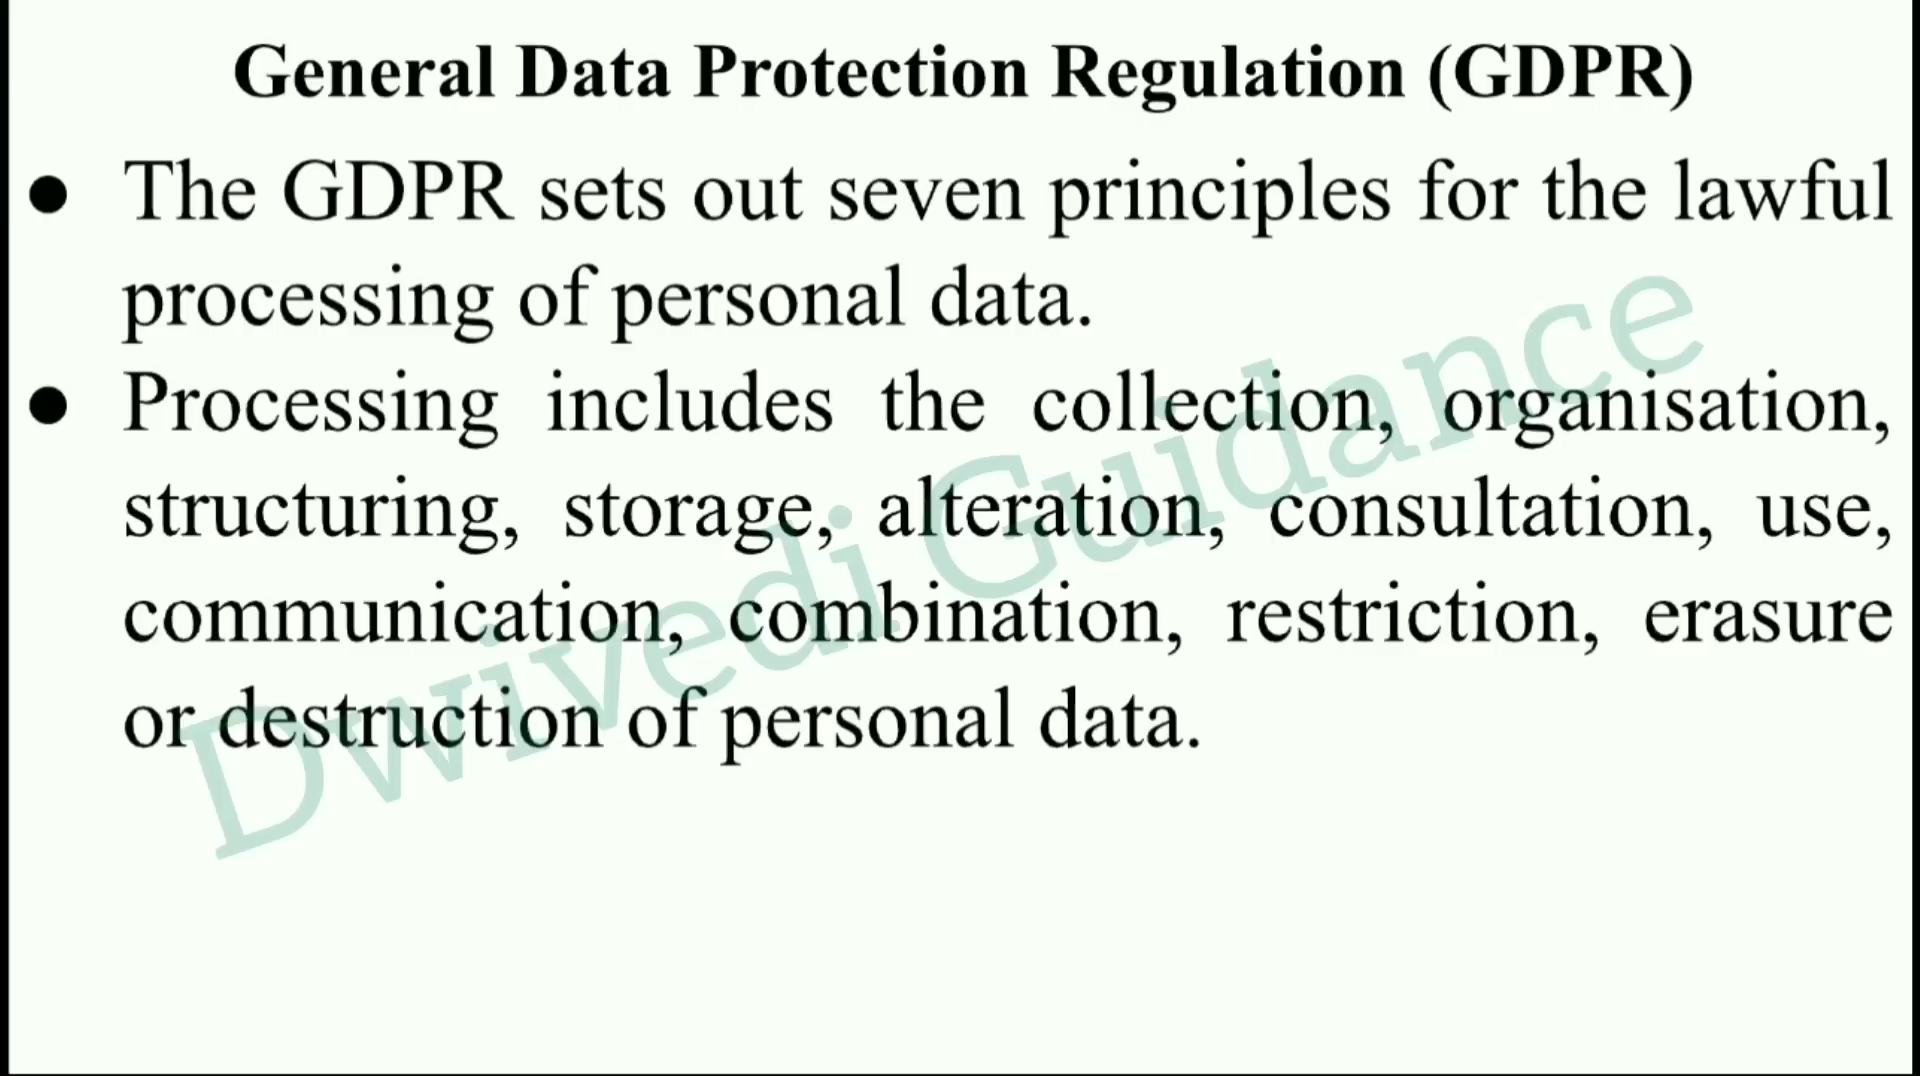 General Data Protection Regulation (GDPR)
● The GDPR sets out seven principles for the lawful
processing of personal data.
● Processing includes the collection, organisation,
structuring, storage, alteration, consultation, use,
communication, combination, restriction, erasure
or destruction of personal data.
Dwivedi Guidance